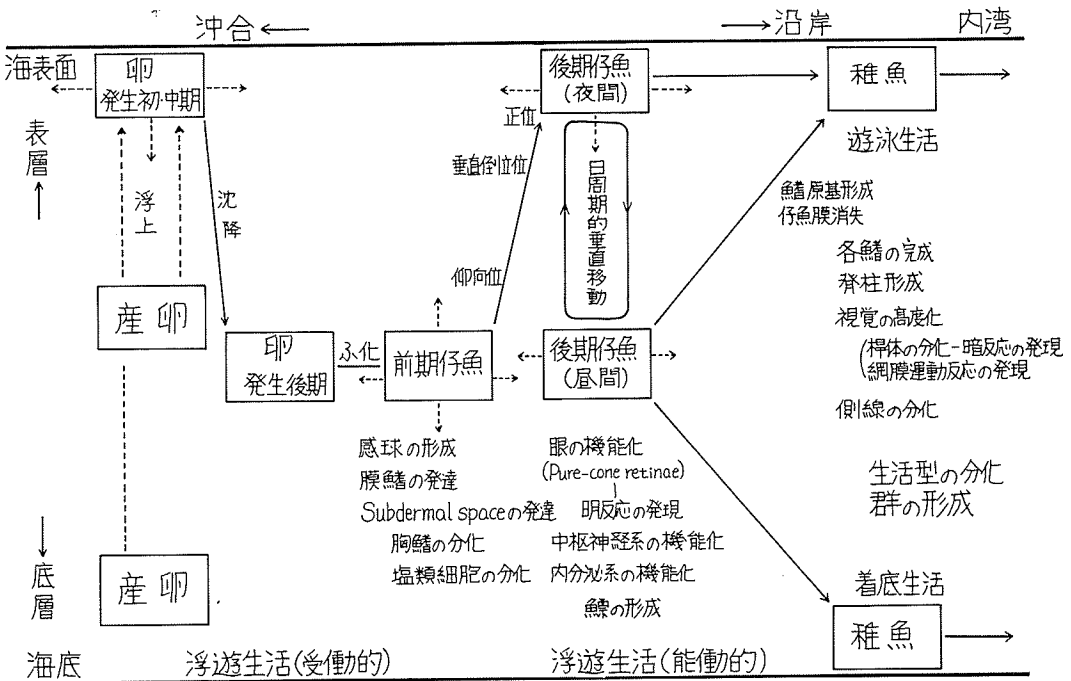 沖合
沿岸
内湾
海表面
卵
発生初・中期
後期仔魚
(夜間)
稚魚
正位
遊泳生活
表層
浮上
沈降
垂直倒立位
日周期的垂直移動
鰭原基形成
仔魚膜消失
各鰭の完成
脊柱形成
仰向位
産卵
視覚の高度化
(桿体の分化-暗反応の発現
網膜運動反応の発現
卵
発生後期
ふ化
前期仔魚
後期仔魚
(昼間)
側線の分化
感球の形成
膜鰭の発達
Subdermal spaceの発達
胸鰭の分化
塩類細胞の分化
眼の機能化
(Pure-cone retinae)
明反応の発現
中枢神経系の機能化
内分泌系の機能化
鰾の形成
生活型の分化
群の形成
底層
産卵
着底生活
稚魚
海底
浮遊生活(受働的)
浮遊生活(能働的)